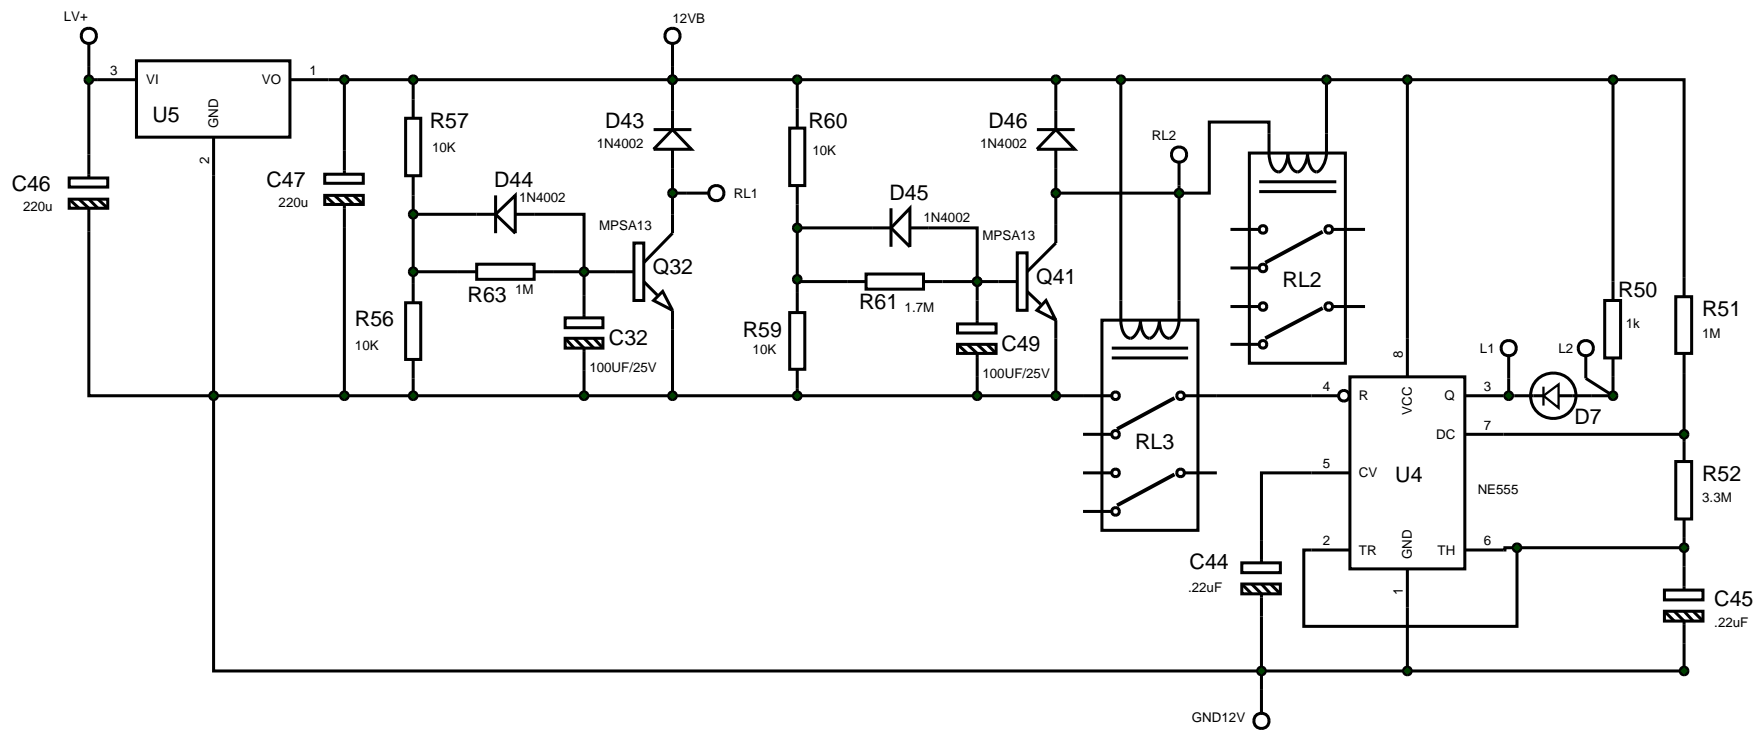 LV+
12VB
3
VI
VO
1
U5
GND
2
C46
220u
C47
220u
R57
10K
D43
1N4002
R60
10K
D46
1N4002
RL2
D44
1N4002
RL1
D45
1N4002
MPSA13
Q32
MPSA13
Q41
RL2
R63
1M
R61
1.7M
R56
10K
C32
100UF/25V
R59
10K
C49
100UF/25V
R50
1k
R51
1M
L1
L2
8
4
R
VCC
Q
3
D7
DC
7
RL3
5
CV
U4
NE555
R52
3.3M
2
TR
GND
TH
6
1
C44
.22uF
C45
.22uF
GND12V